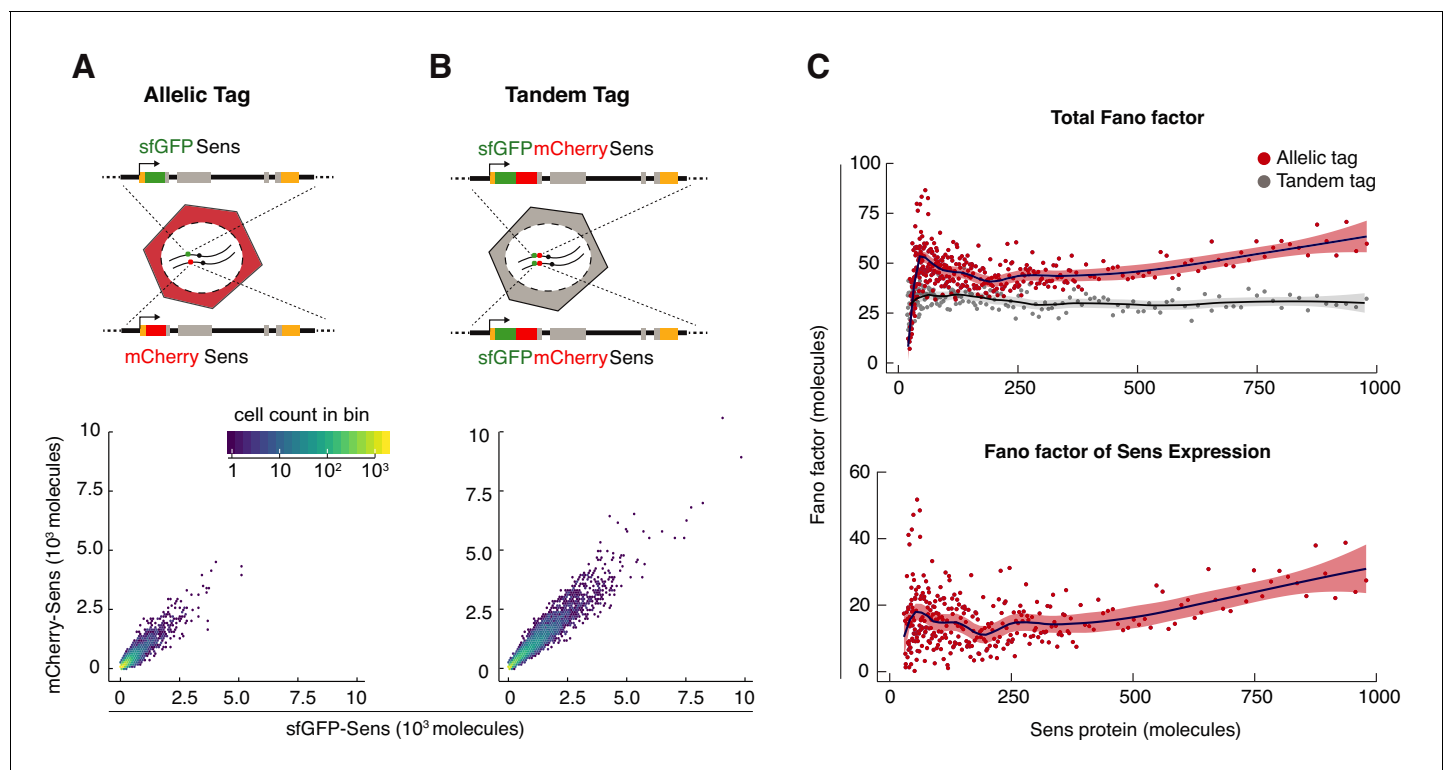 A
Allelic Tag
sfGFP Sens
mCherry Sens
cell count in bin
1 10 10² 10³
10
7.5
5.0
2.5
0
mCherry-Sens (10³ molecules)
0 2.5 5.0 7.5 10
B
Tandem Tag
sfGFPmCherrySens
sfGFPmCherrySens
10
7.5
5.0
2.5
0
0 2.5 5.0 7.5 10
sfGFP-Sens (10³ molecules)
C
Total Fano factor
Allelic tag
Tandem tag
100
75
50
25
0
0 250 500 750 1000
Fano factor (molecules)
Fano factor of Sens Expression
60
40
20
0
0 250 500 750 1000
Sens protein (molecules)